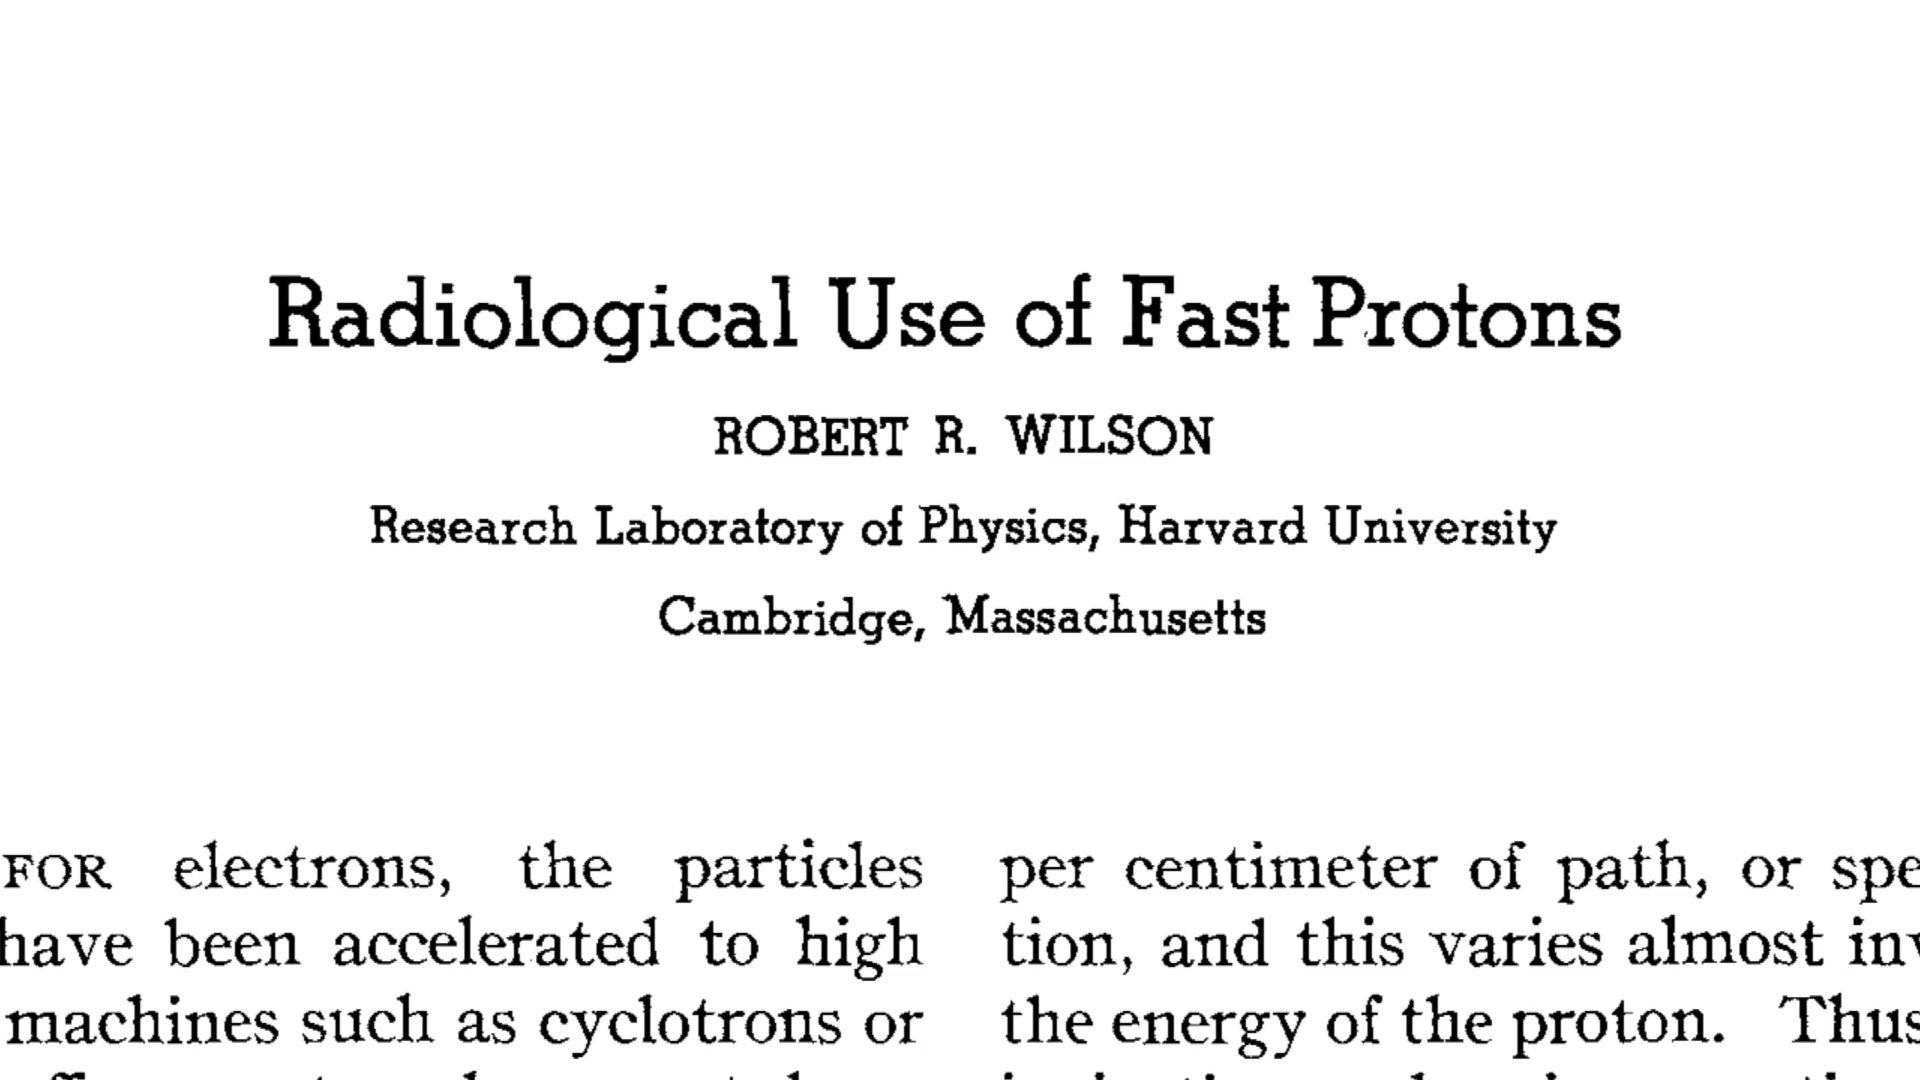 Radiological Use of Fast Protons
ROBERT R. WILSON
Research Laboratory of Physics, Harvard University
Cambridge, Massachusetts
FOR electrons, the particles
have been accelerated to high
machines such as cyclotrons or
per centimeter of path, or spe
tion, and this varies almost inv
the energy of the proton. Thus